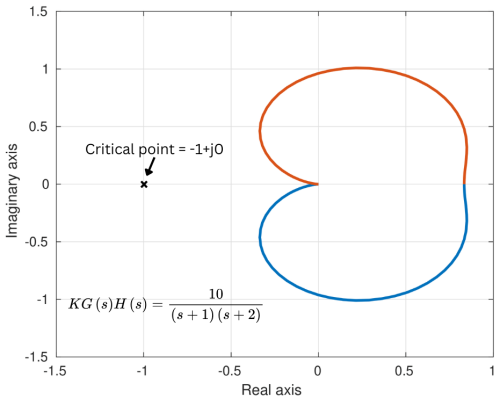 1.5
1
0.5
0
-0.5
-1
-1.5
Imaginary axis
Critical point = -1+j0
KG(s)H(s) = 10 / ((s+1)(s+2))
-1.5 -1 -0.5 0 0.5 1
Real axis